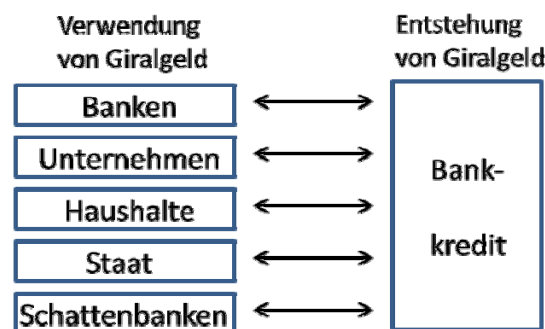 Verwendung
von Giralgeld
Entstehung
von Giralgeld
Banken
Unternehmen
Haushalte
Staat
Schattenbanken
Bank-
kredit